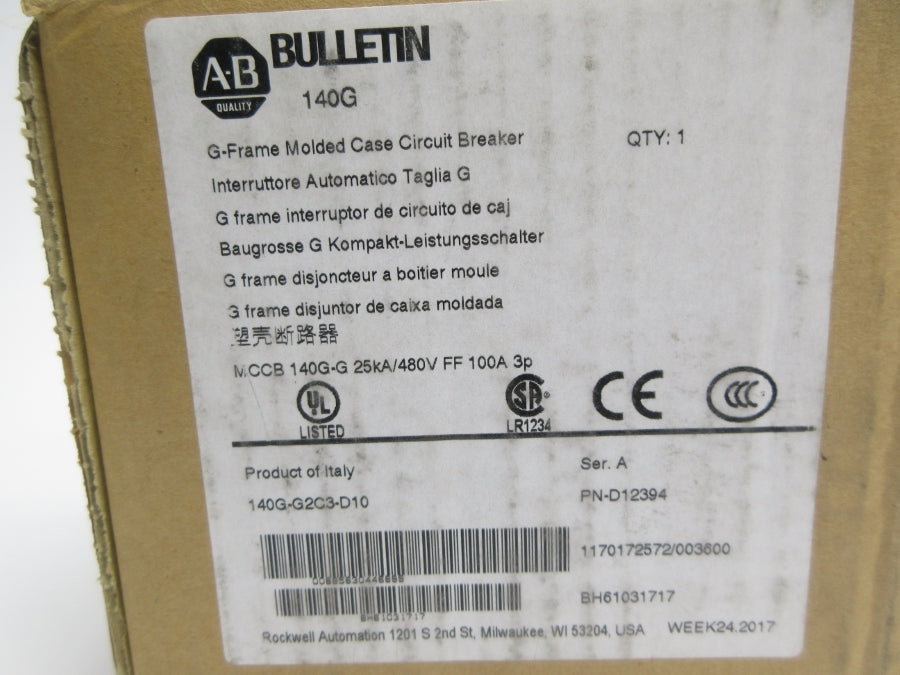 A-B
QUALITY
BULLETIN
140G
G-Frame Molded Case Circuit Breaker QTY: 1
Interruttore Automatico Taglia G
G frame interruptor de circuito de caj
Baugrosse G Kompakt-Leistungsschalter
G frame disjoncteur a boitier moule
G frame disjuntor de caixa moldada
塑壳断路器
MCCB 140G-G 25kA/480V FF 100A 3p
UL
LISTED
SA
LR1234
CE
CCC
Product of Italy Ser. A
140G-G2C3-D10 PN-D12394
1170172572/003600
BH61031717
BH61031717
Rockwell Automation 1201 S 2nd St, Milwaukee, WI 53204, USA WEEK24.2017